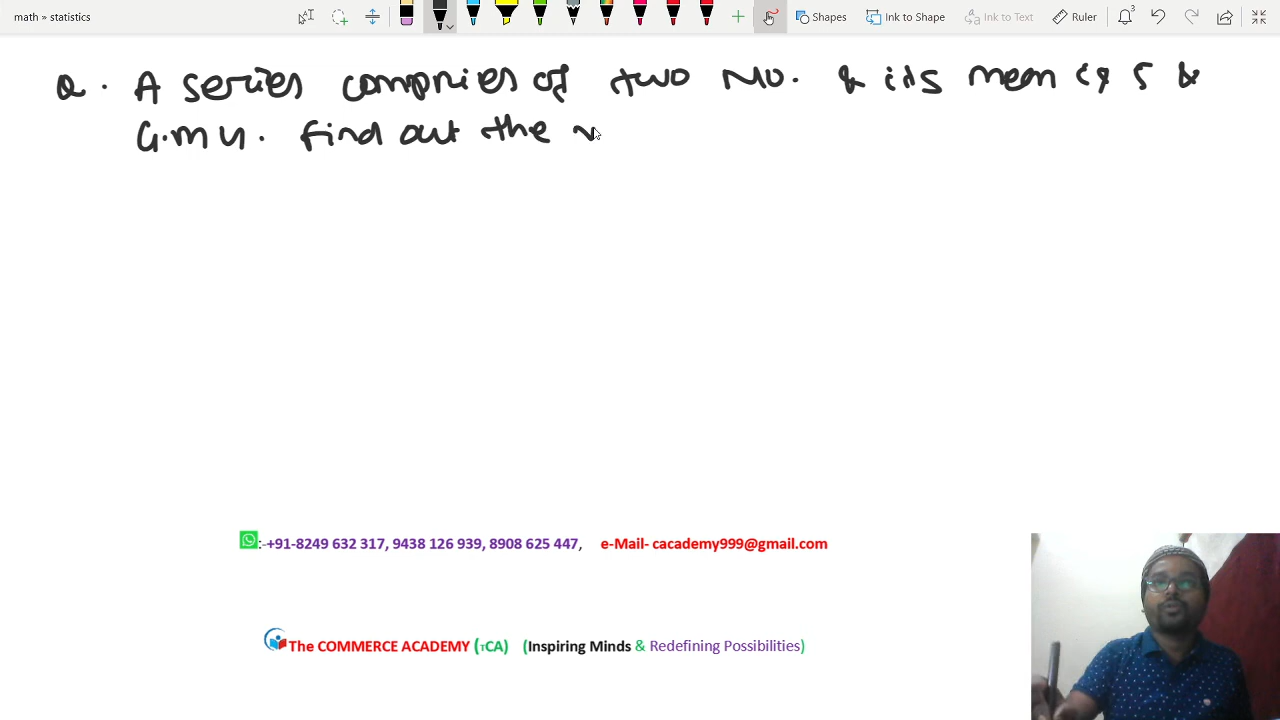 math » statistics
Shapes Ink to Shape Ink to Text Ruler
Q. A series compries of two No. & its mean is 5 &
G.M 4. find out the
:-+91-8249 632 317, 9438 126 939, 8908 625 447, e-Mail- cacademy999@gmail.com
The COMMERCE ACADEMY (TCA) (Inspiring Minds & Redefining Possibilities)